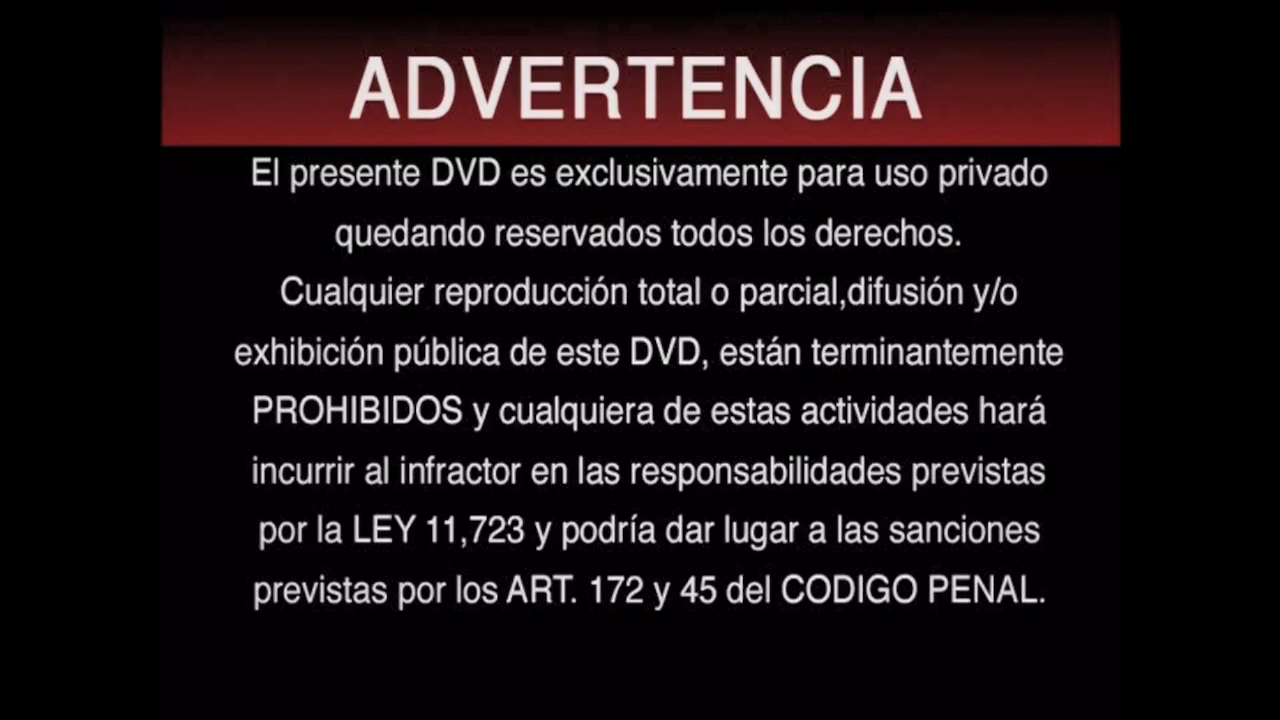 ADVERTENCIA
El presente DVD es exclusivamente para uso privado
quedando reservados todos los derechos.
Cualquier reproducción total o parcial,difusión y/o
exhibición pública de este DVD, están terminantemente
PROHIBIDOS y cualquiera de estas actividades hará
incurrir al infractor en las responsabilidades previstas
por la LEY 11,723 y podría dar lugar a las sanciones
previstas por los ART. 172 y 45 del CODIGO PENAL.